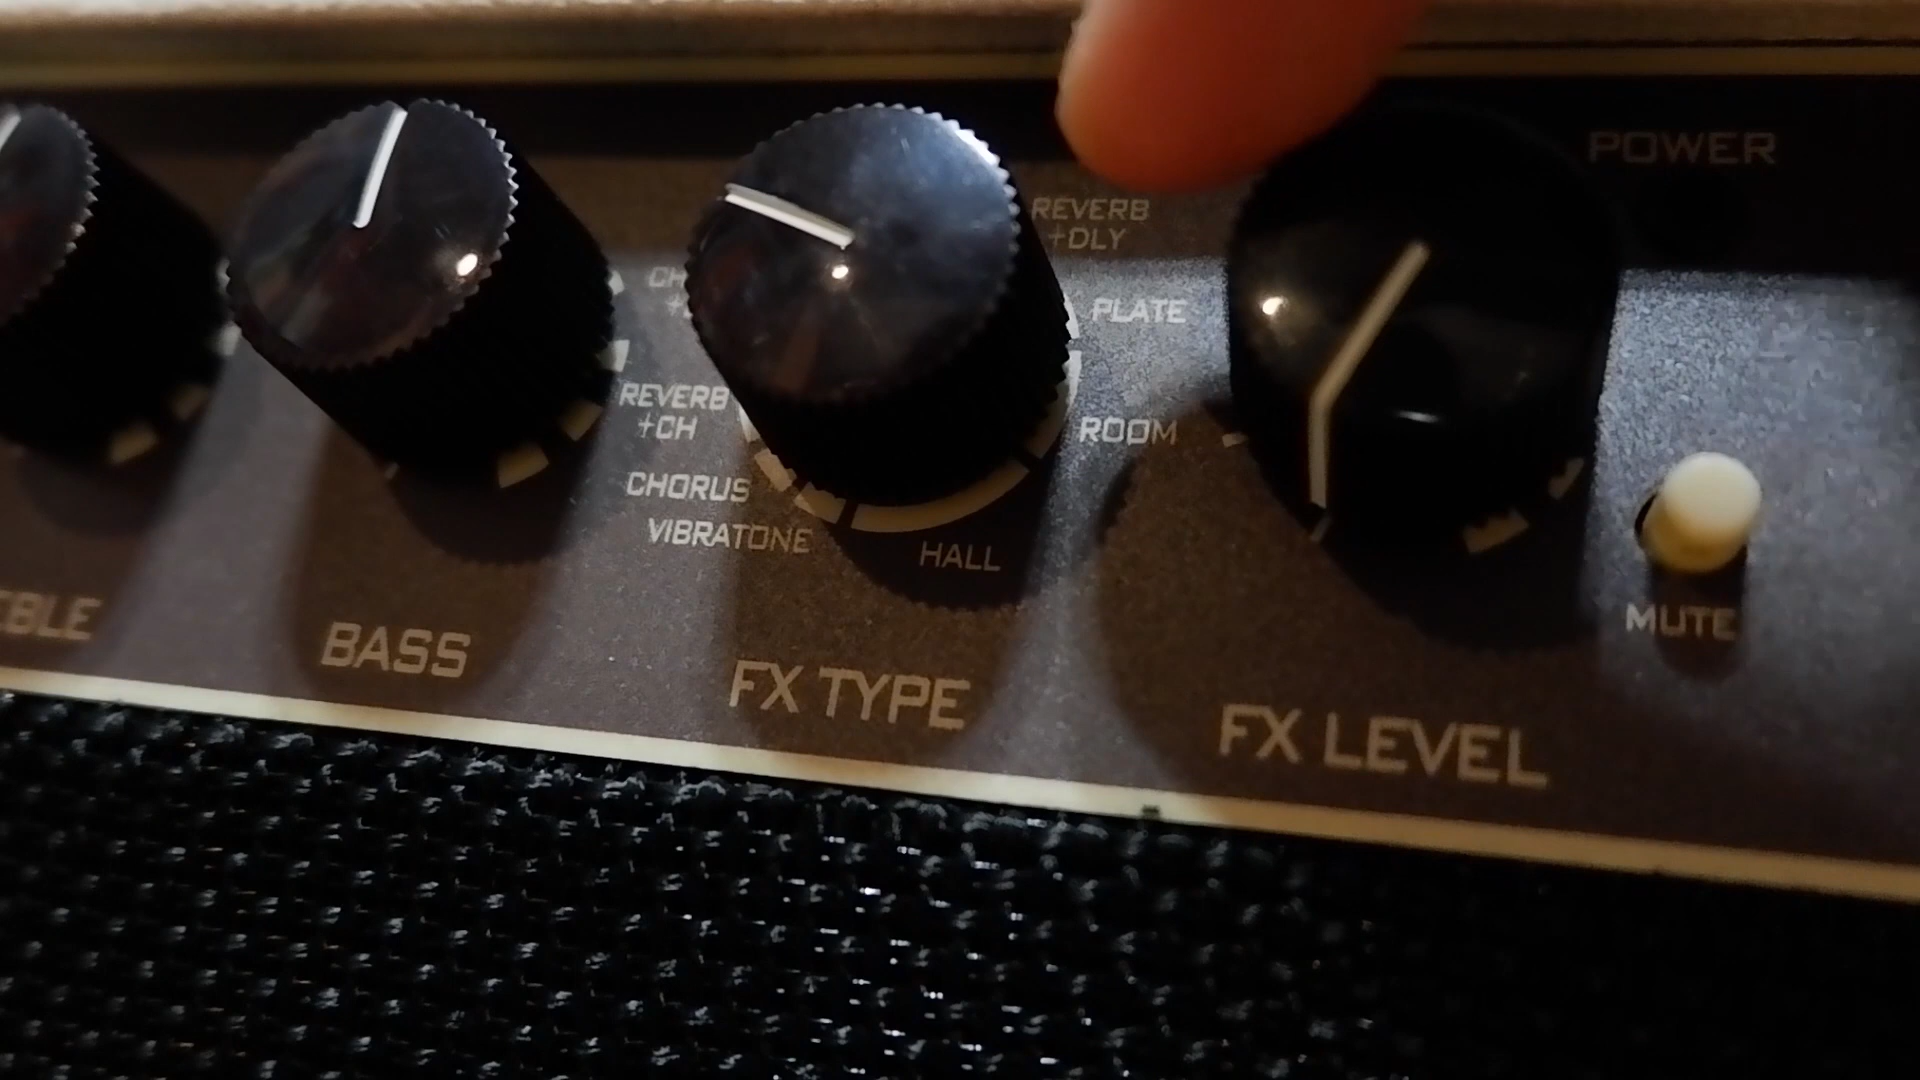 POWER
REVERB
+DLY
PLATE
REVERB
+CH
ROOM
CHORUS
VIBRATONE
HALL
MUTE
BASS
FX TYPE
FX LEVEL